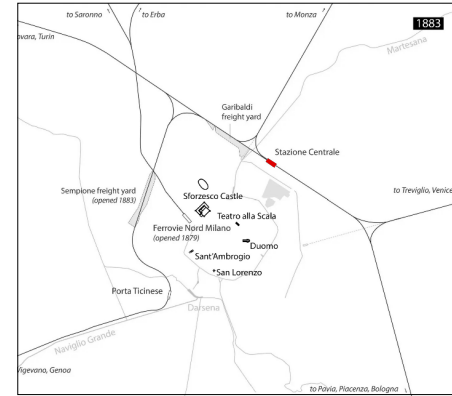 to Saronno
to Erba
to Monza
1883
ovara, Turin
Martesana
Garibaldi
freight yard
Stazione Centrale
Sempione freight yard
(opened 1883)
Sforzesco Castle
to Treviglio, Venice
Teatro alla Scala
Ferrovie Nord Milano
(opened 1879)
Duomo
Sant'Ambrogio
San Lorenzo
Porta Ticinese
Darsena
Naviglio Grande
Vigevano, Genoa
to Pavia, Piacenza, Bologna